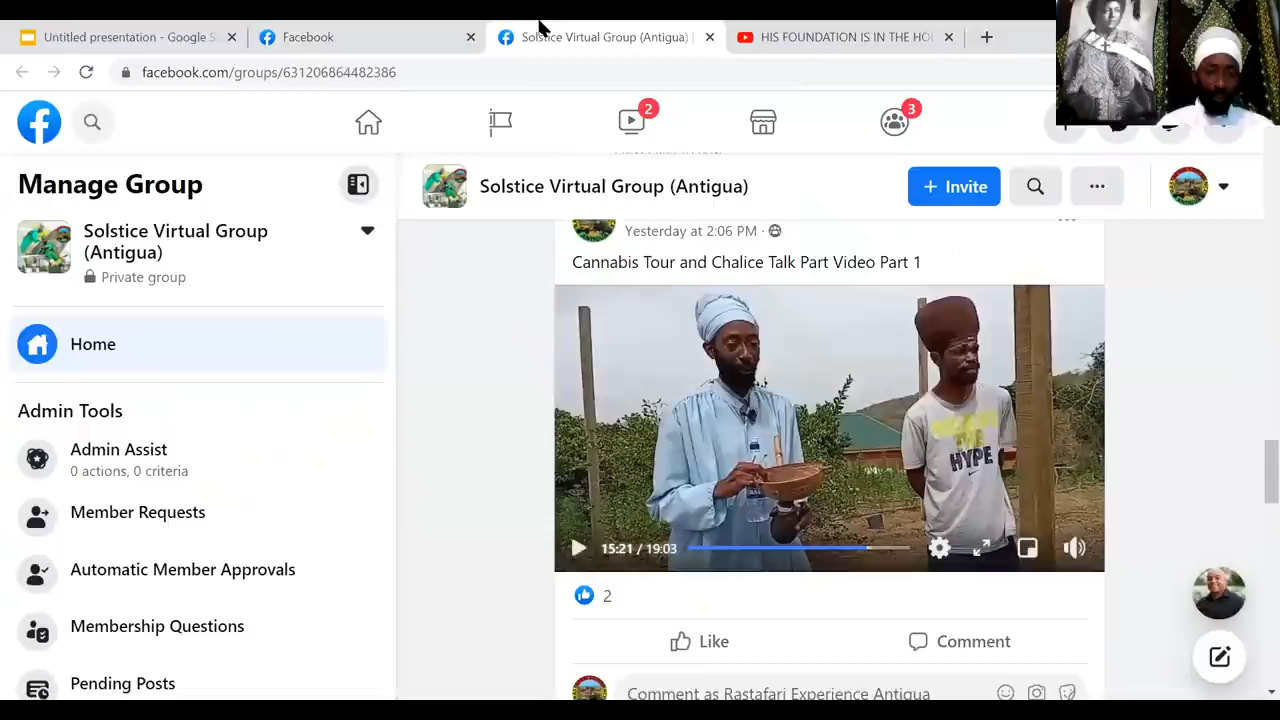 Untitled presentation - Google S
Facebook
Solstice Virtual Group (Antigua) |
HIS FOUNDATION IS IN THE HO
facebook.com/groups/631206864482386
2
3
Manage Group
Solstice Virtual Group (Antigua)
+ Invite
Solstice Virtual Group
(Antigua)
Private group
Home
Admin Tools
Admin Assist
0 actions, 0 criteria
Member Requests
Automatic Member Approvals
Membership Questions
Pending Posts
Yesterday at 2:06 PM
Cannabis Tour and Chalice Talk Part Video Part 1
HYPE
15:21 / 19:03
2
Like
Comment
Comment as Rastafari Experience Antigua